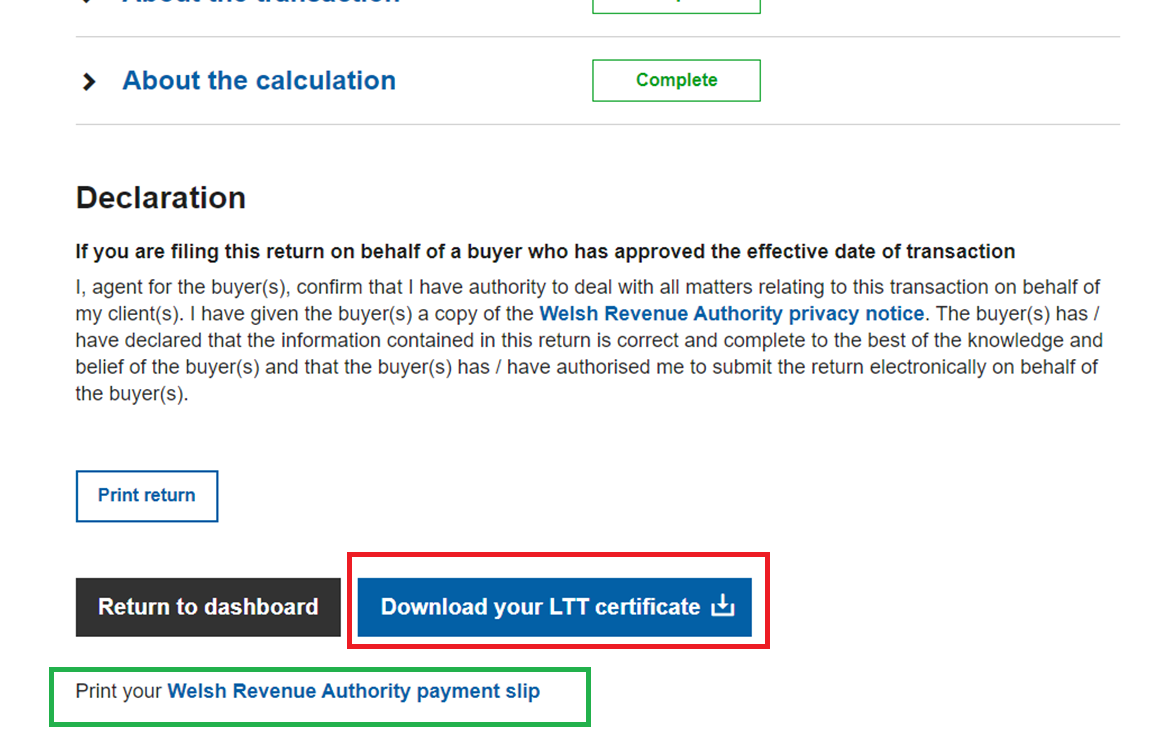 About the transaction
About the calculation
Complete
Declaration
If you are filing this return on behalf of a buyer who has approved the effective date of transaction
I, agent for the buyer(s), confirm that I have authority to deal with all matters relating to this transaction on behalf of
my client(s). I have given the buyer(s) a copy of the Welsh Revenue Authority privacy notice. The buyer(s) has /
have declared that the information contained in this return is correct and complete to the best of the knowledge and
belief of the buyer(s) and that the buyer(s) has / have authorised me to submit the return electronically on behalf of
the buyer(s).
Print return
Return to dashboard
Download your LTT certificate
Print your Welsh Revenue Authority payment slip